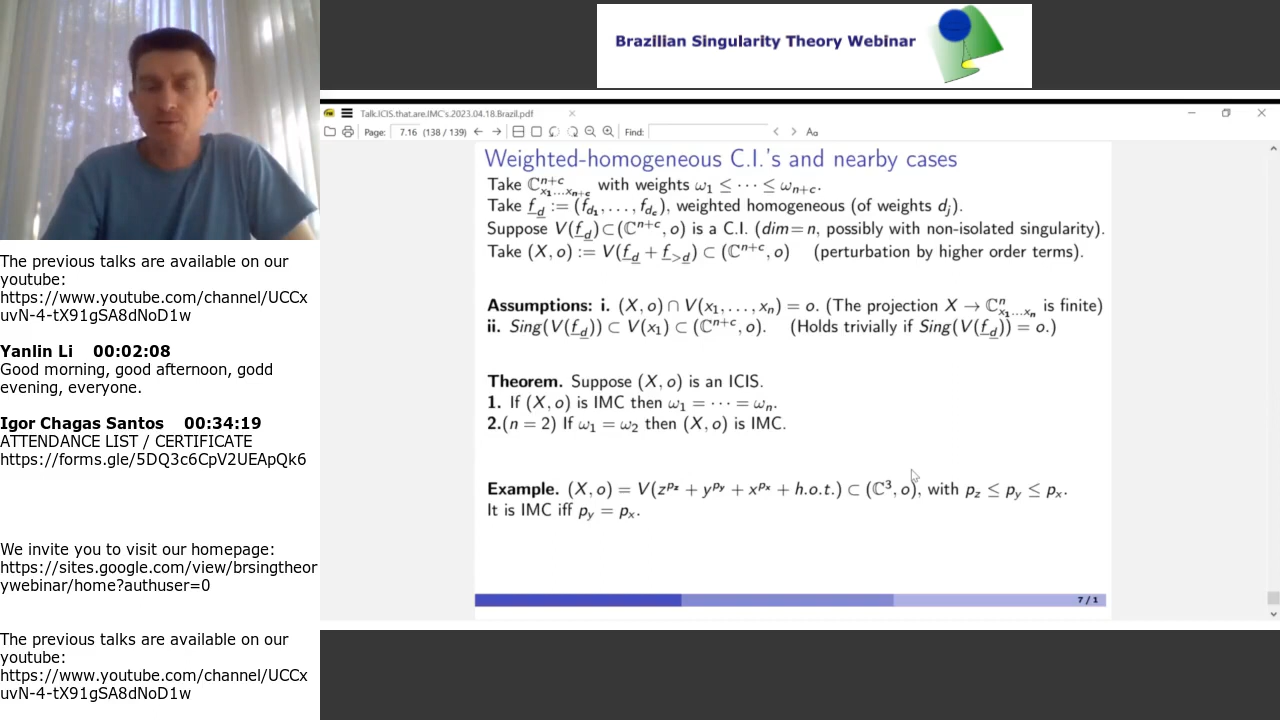 Brazilian Singularity Theory Webinar
Talk.ICIS.that.are.IMC's.2023.04.18.Brazil.pdf
Page: 7.16 (138 / 139) Find:
Weighted-homogeneous C.I.'s and nearby cases
Take ℂⁿ⁺ᶜ_{x₁…xₙ₊c} with weights ω₁ ≤ ⋯ ≤ ωₙ₊c.
Take f_d := (f_{d₁}, . . . , f_{d_c}), weighted homogeneous (of weights d_j).
Suppose V(f_d)⊂(ℂⁿ⁺ᶜ, o) is a C.I. (dim=n, possibly with non-isolated singularity).
Take (X, o) := V(f_d + f_{>d}) ⊂ (ℂⁿ⁺ᶜ, o) (perturbation by higher order terms).
Assumptions: i. (X, o) ∩ V(x₁, . . . , xₙ) = o. (The projection X → ℂⁿ_{x₁…xₙ} is finite)
ii. Sing(V(f_d)) ⊂ V(x₁) ⊂ (ℂⁿ⁺ᶜ, o). (Holds trivially if Sing(V(f_d)) = o.)
Theorem. Suppose (X, o) is an ICIS.
1. If (X, o) is IMC then ω₁ = ⋯ = ωₙ.
2.(n = 2) If ω₁ = ω₂ then (X, o) is IMC.
Example. (X, o) = V(z^{p_z} + y^{p_y} + x^{p_x} + h.o.t.) ⊂ (ℂ³, o), with p_z ≤ p_y ≤ p_x.
It is IMC iff p_y = p_x.
7 / 1
The previous talks are available on our
youtube:
https://www.youtube.com/channel/UCCx
uvN-4-tX91gSA8dNoD1w
Yanlin Li 00:02:08
Good morning, good afternoon, godd
evening, everyone.
Igor Chagas Santos 00:34:19
ATTENDANCE LIST / CERTIFICATE
https://forms.gle/5DQ3c6CpV2UEApQk6
We invite you to visit our homepage:
https://sites.google.com/view/brsingtheor
ywebinar/home?authuser=0
The previous talks are available on our
youtube:
https://www.youtube.com/channel/UCCx
uvN-4-tX91gSA8dNoD1w